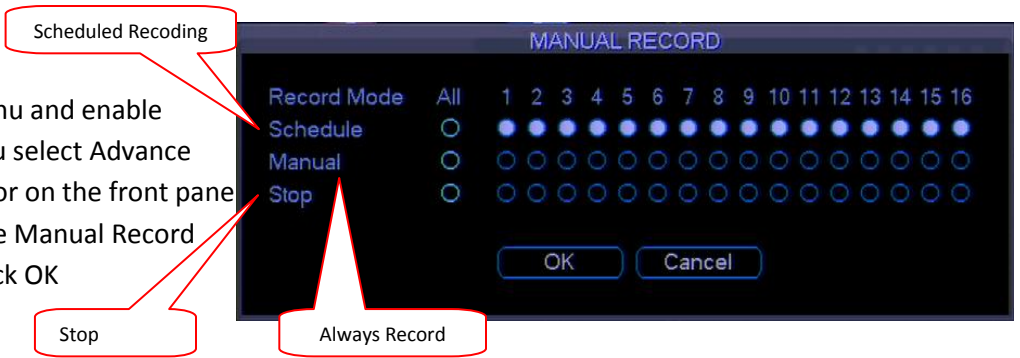 Scheduled Recoding
MANUAL RECORD
nu and enable
u select Advance
or on the front pane
e Manual Record
ck OK
Record Mode All 1 2 3 4 5 6 7 8 9 10 11 12 13 14 15 16
Schedule
Manual
Stop
OK Cancel
Stop
Always Record